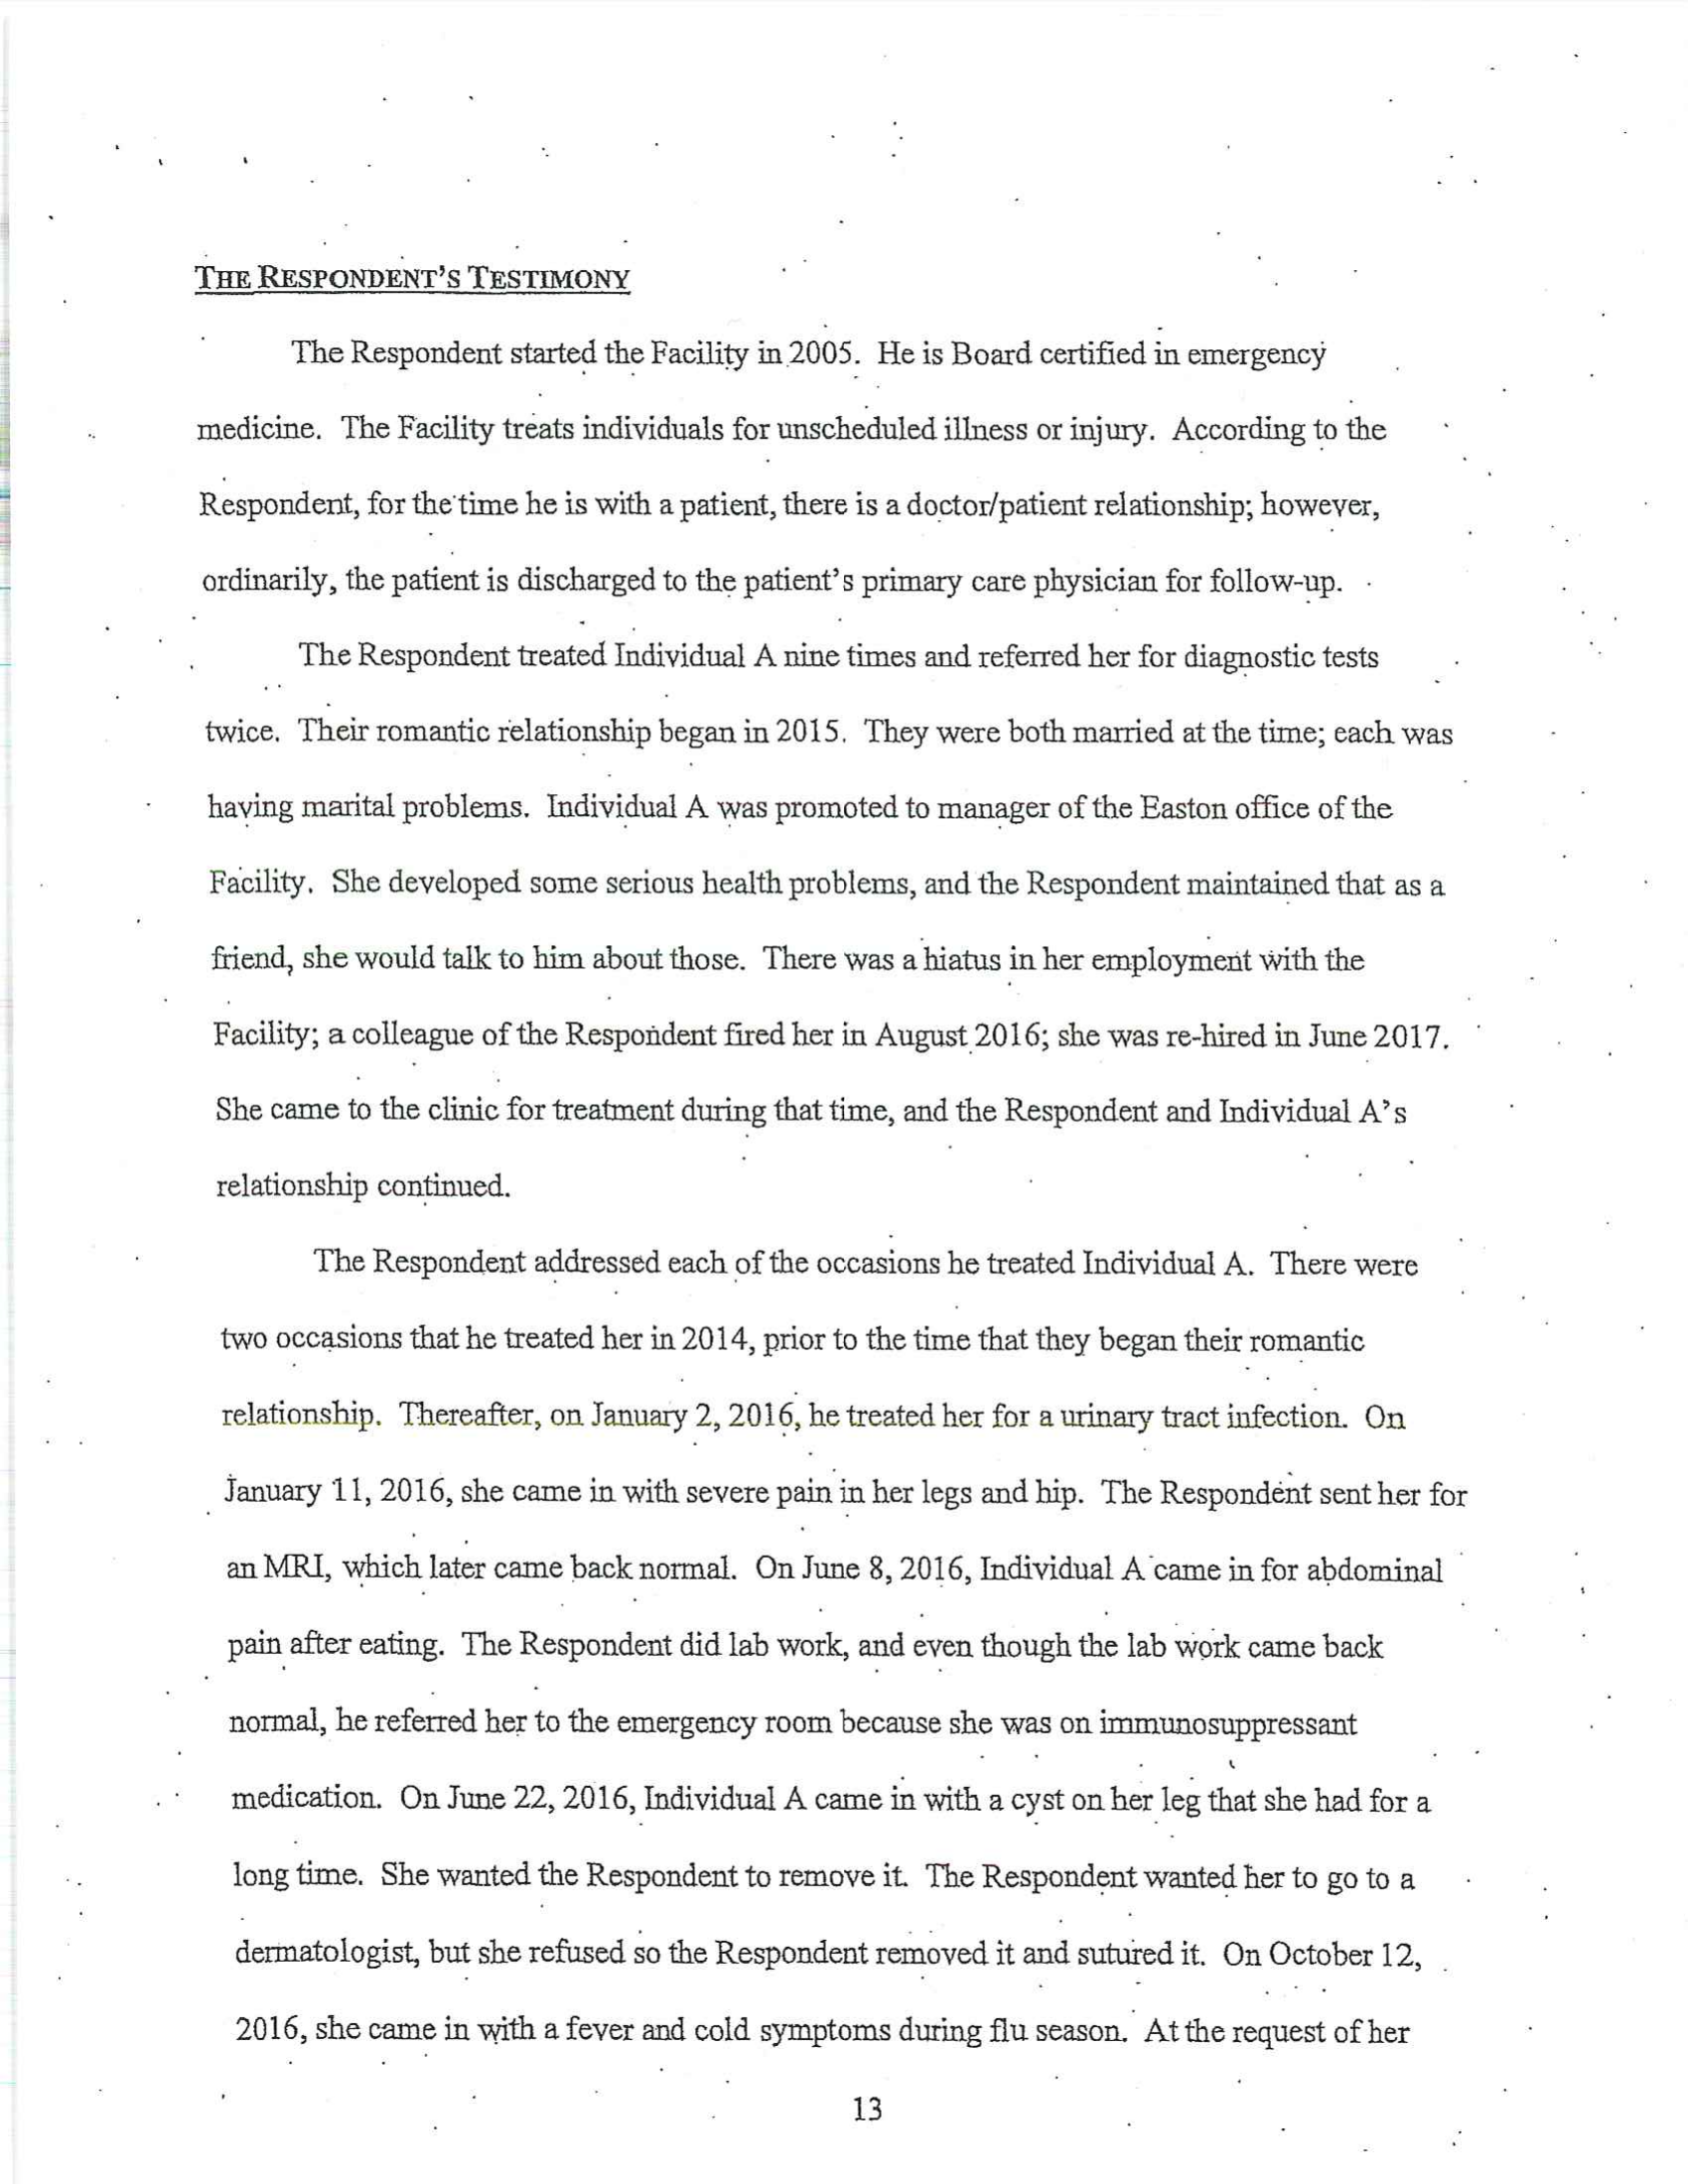 THE RESPONDENT'S TESTIMONY
The Respondent started the Facility in 2005. He is Board certified in emergency
medicine. The Facility treats individuals for unscheduled illness or injury. According to the
Respondent, for the time he is with a patient, there is a doctor/patient relationship; however,
ordinarily, the patient is discharged to the patient's primary care physician for follow-up.
The Respondent treated Individual A nine times and referred her for diagnostic tests
twice. Their romantic relationship began in 2015. They were both married at the time; each was
having marital problems. Individual A was promoted to manager of the Easton office of the
Facility. She developed some serious health problems, and the Respondent maintained that as a
friend, she would talk to him about those. There was a hiatus in her employment with the
Facility; a colleague of the Respondent fired her in August 2016; she was re-hired in June 2017.
She came to the clinic for treatment during that time, and the Respondent and Individual A's
relationship continued.
The Respondent addressed each of the occasions he treated Individual A. There were
two occasions that he treated her in 2014, prior to the time that they began their romantic
relationship. Thereafter, on January 2, 2016, he treated her for a urinary tract infection. On
January 11, 2016, she came in with severe pain in her legs and hip. The Respondent sent her for
an MRI, which later came back normal. On June 8, 2016, Individual A came in for abdominal
pain after eating. The Respondent did lab work, and even though the lab work came back
normal, he referred her to the emergency room because she was on immunosuppressant
medication. On June 22, 2016, Individual A came in with a cyst on her leg that she had for a
long time. She wanted the Respondent to remove it. The Respondent wanted her to go to a
dermatologist, but she refused so the Respondent removed it and sutured it. On October 12,
2016, she came in with a fever and cold symptoms during flu season. At the request of her
13